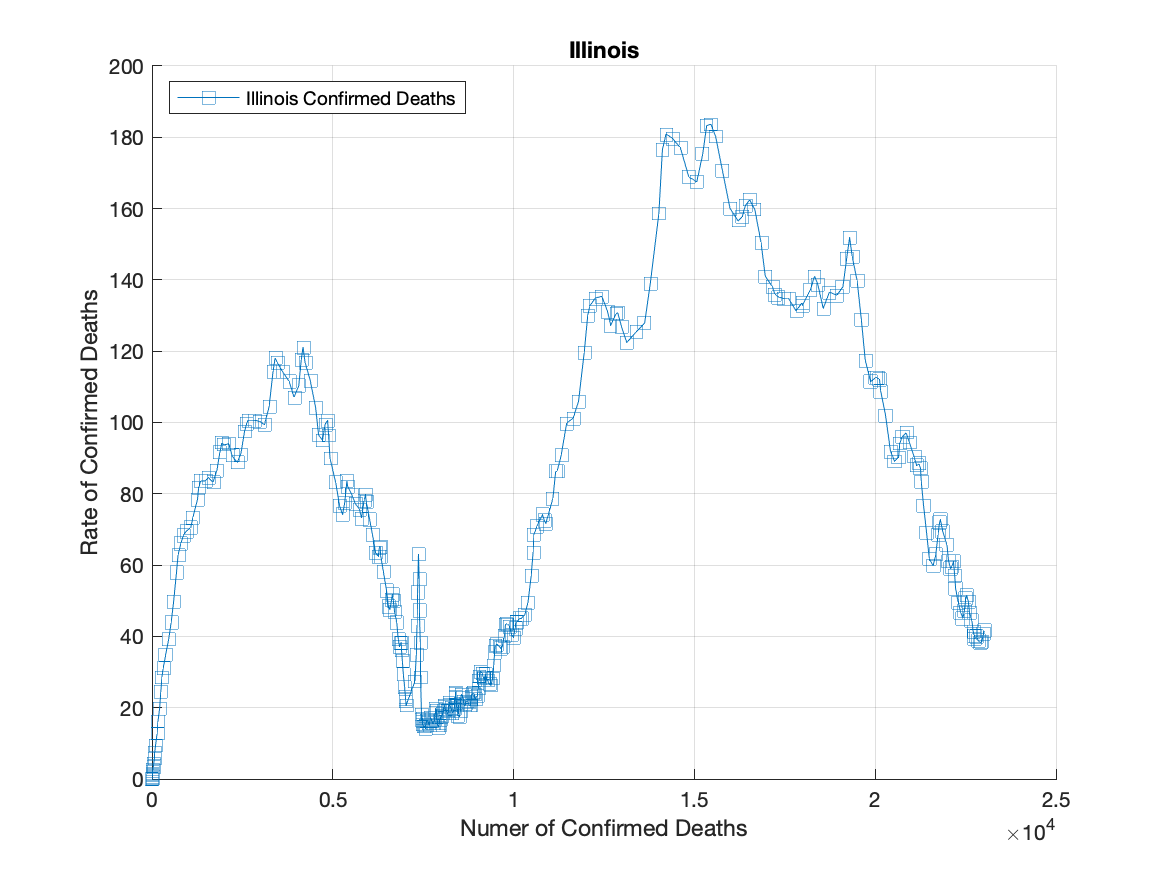 Illinois
200
Illinois Confirmed Deaths
180
160
140
120
100
80
60
40
20
0
Rate of Confirmed Deaths
0 0.5 1 1.5 2 2.5
Numer of Confirmed Deaths
×10^4